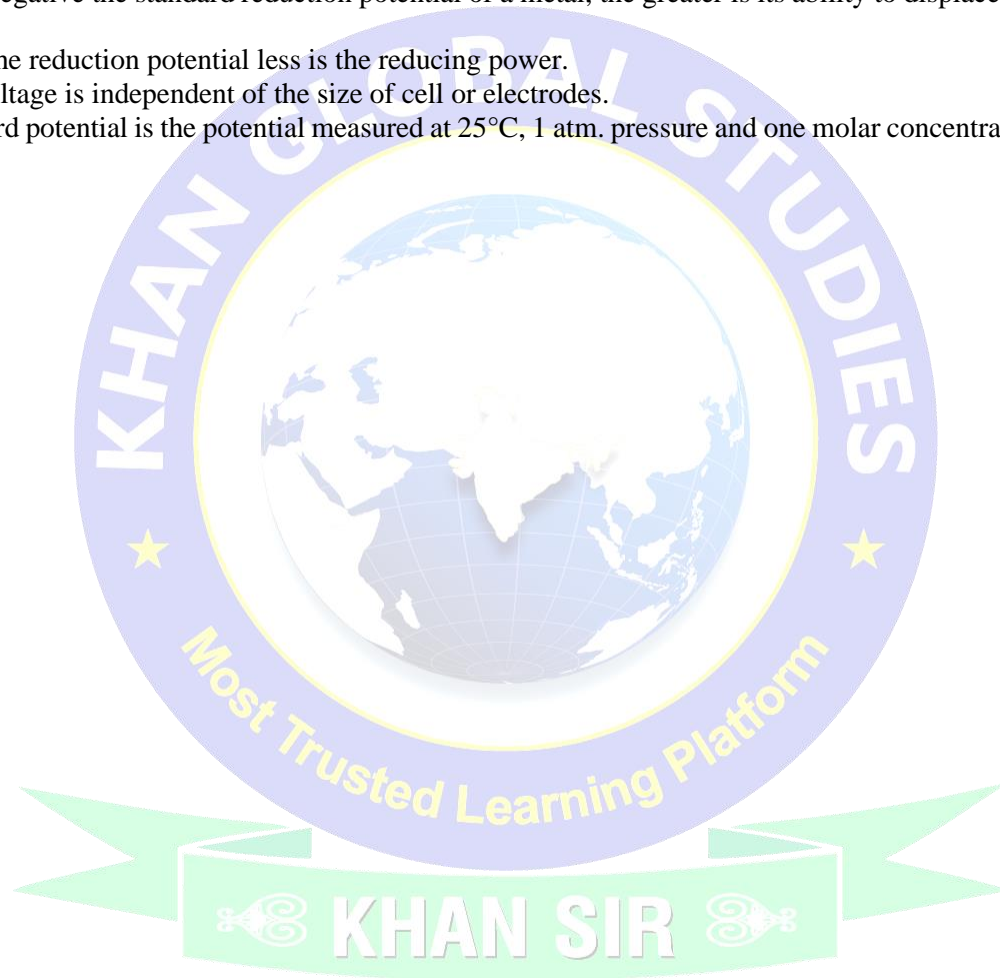 egative the standard reduction potential of a metal, the greater is its ability to displace
ne reduction potential less is the reducing power.
ltage is independent of the size of cell or electrodes.
rd potential is the potential measured at 25°C, 1 atm. pressure and one molar concentra
KHAN GLOBAL STUDIES
Most Trusted Learning Platform
KHAN SIR